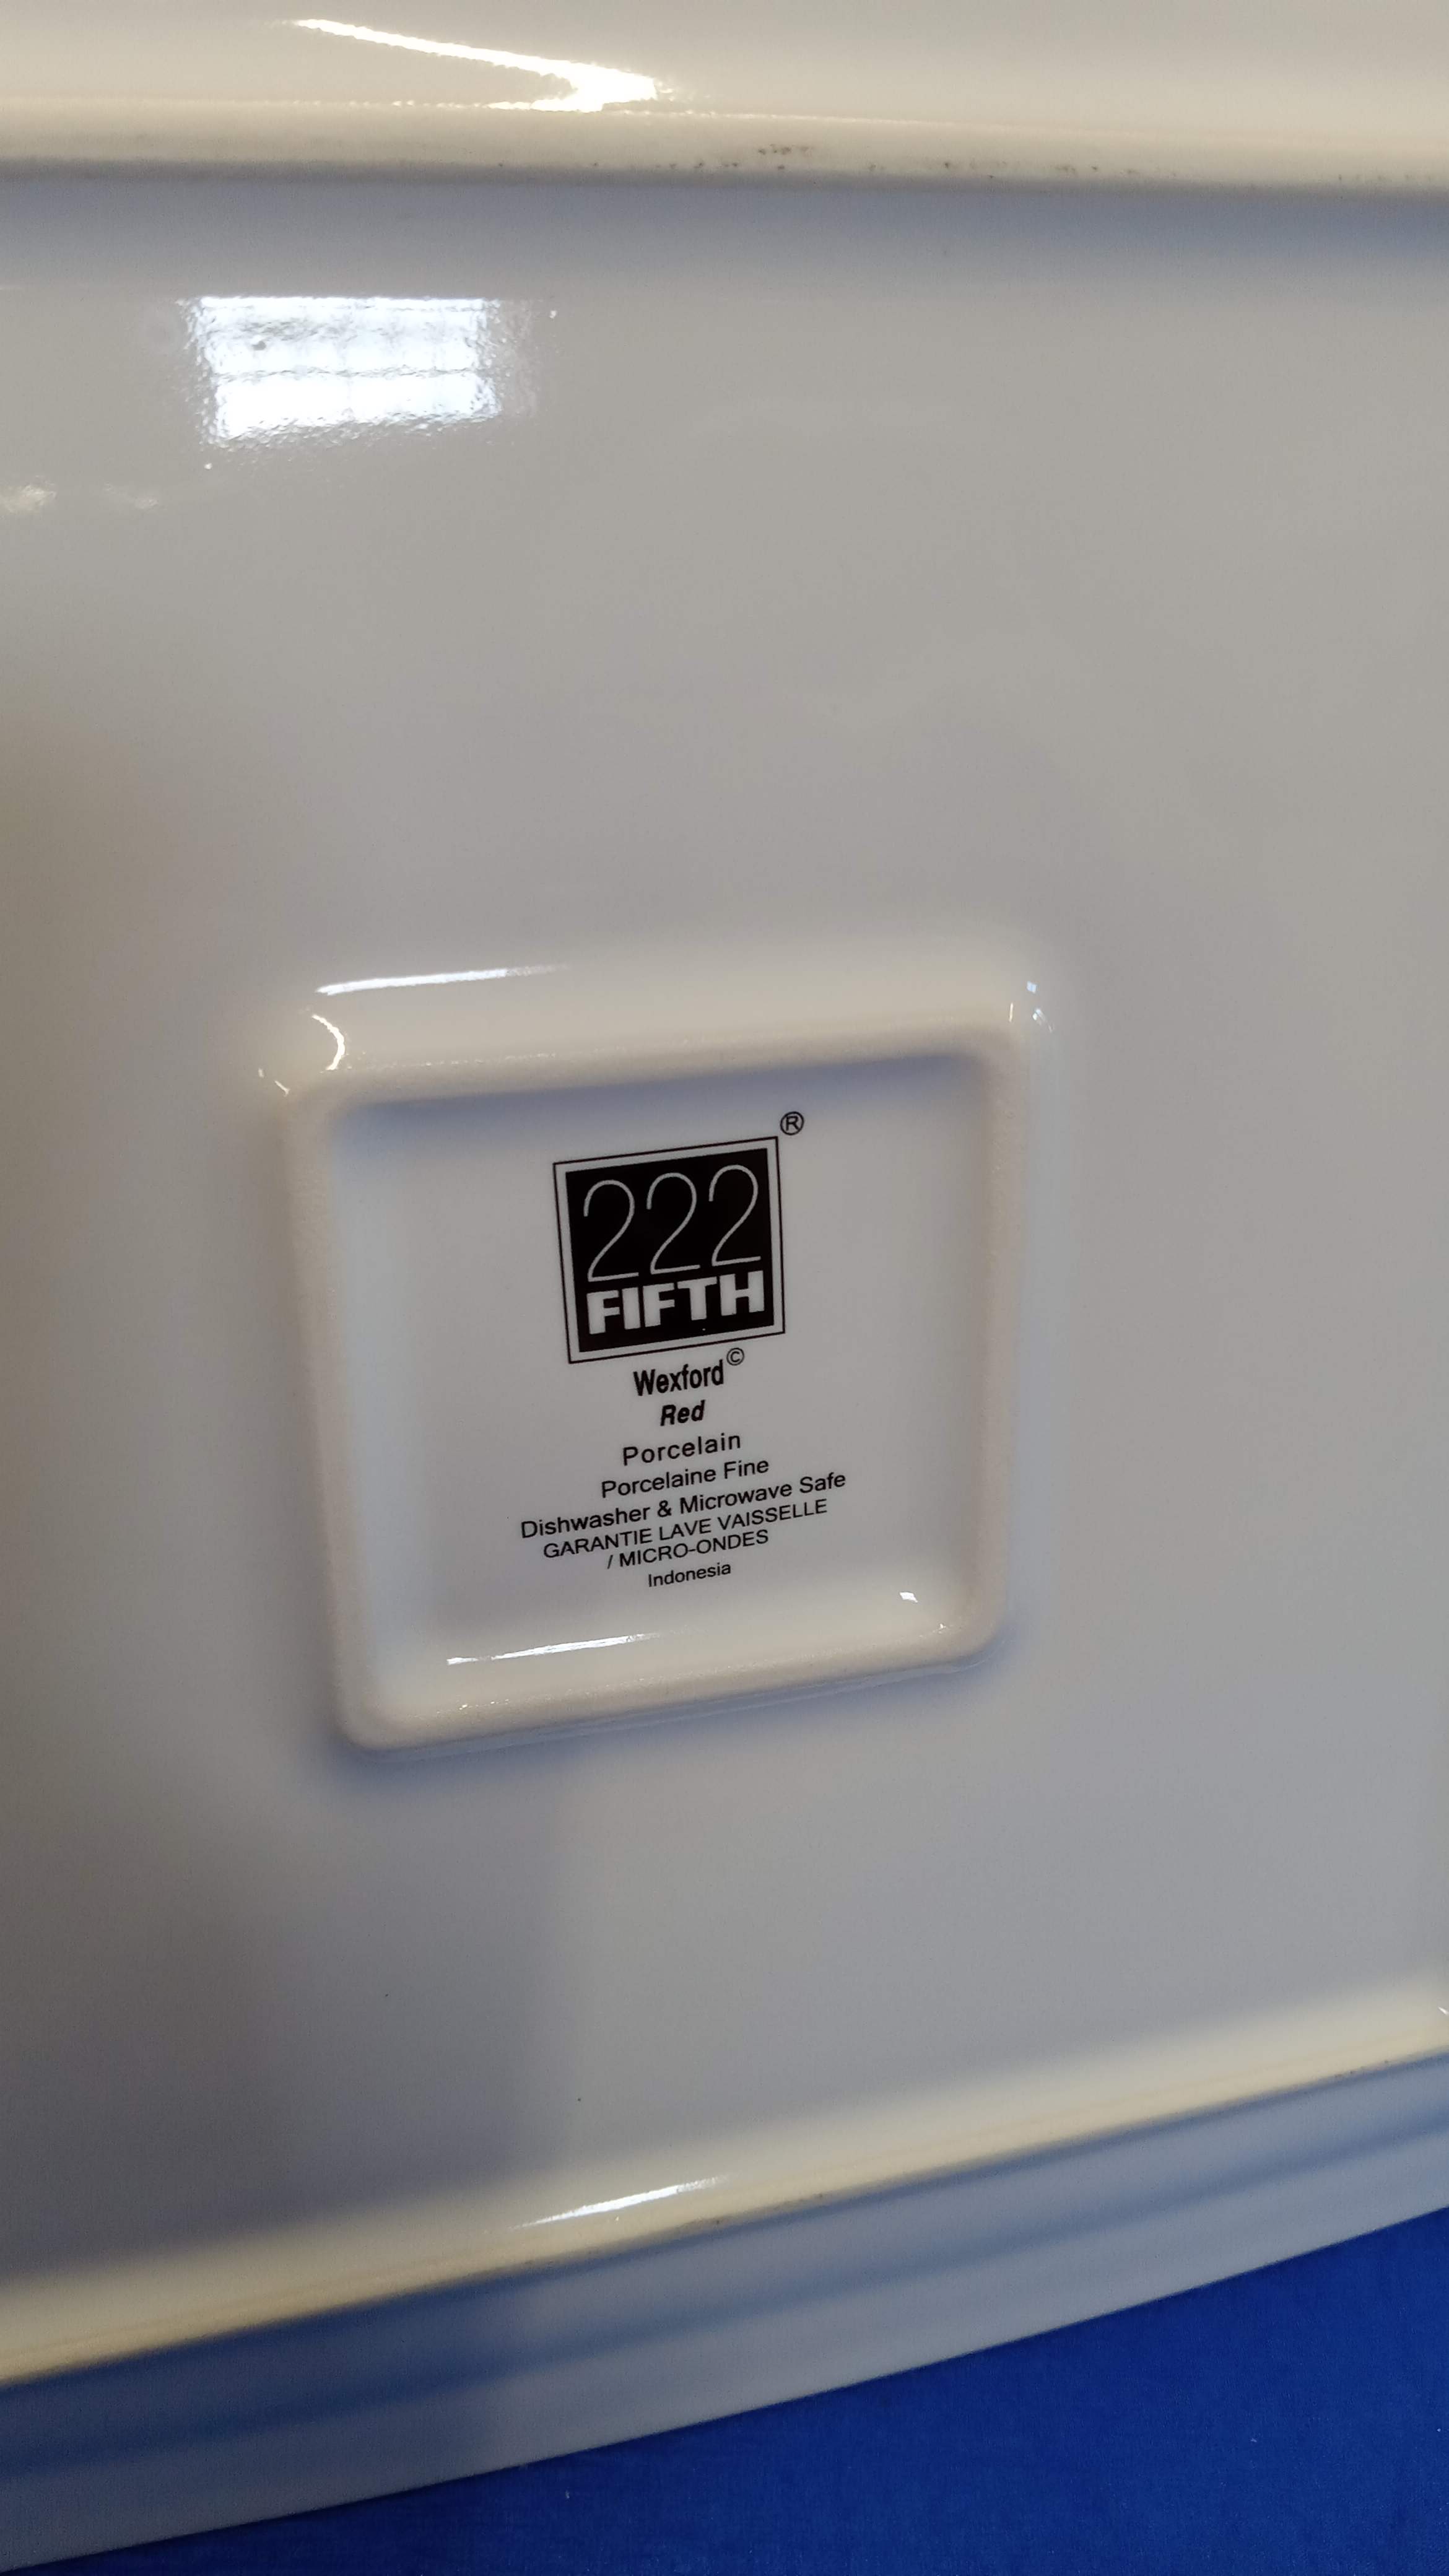 ®
222
FIFTH
Wexford©
Red
Porcelain
Porcelaine Fine
Dishwasher & Microwave Safe
GARANTIE LAVE VAISSELLE
/ MICRO-ONDES
Indonesia